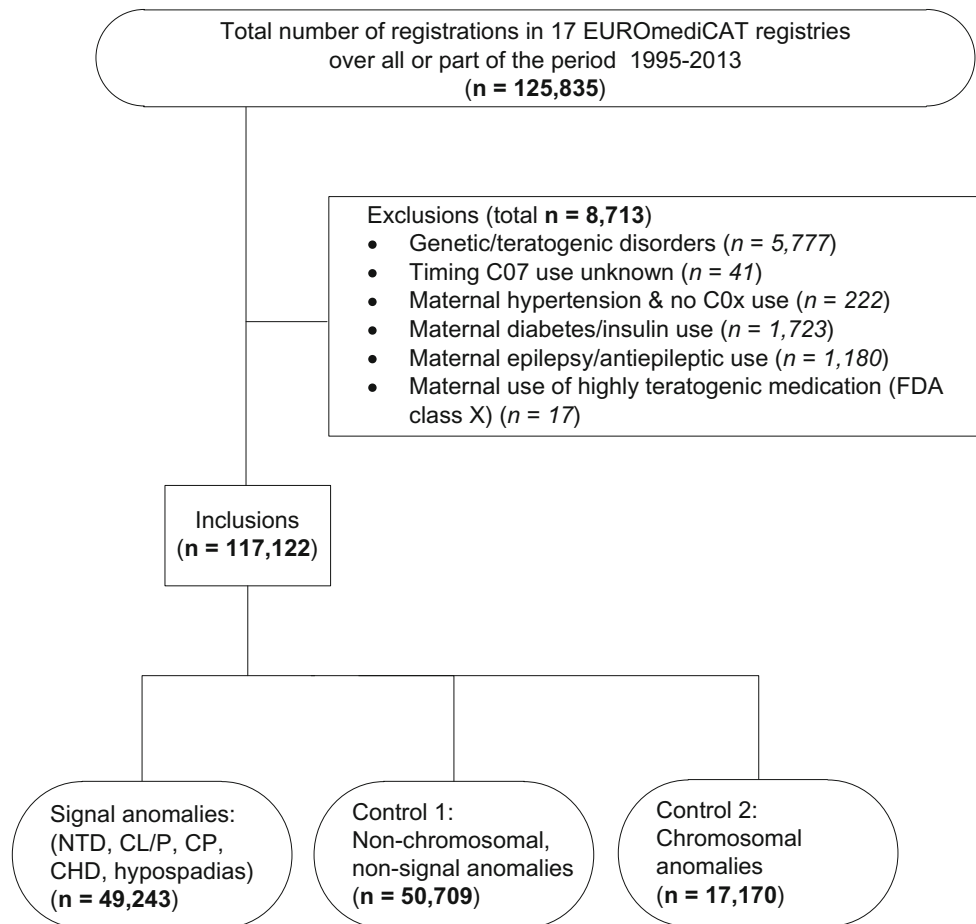 Total number of registrations in 17 EUROmediCAT registries
over all or part of the period 1995-2013
(n = 125,835)
Exclusions (total n = 8,713)
• Genetic/teratogenic disorders (n = 5,777)
• Timing C07 use unknown (n = 41)
• Maternal hypertension & no C0x use (n = 222)
• Maternal diabetes/insulin use (n = 1,723)
• Maternal epilepsy/antiepileptic use (n = 1,180)
• Maternal use of highly teratogenic medication (FDA
class X) (n = 17)
Inclusions
(n = 117,122)
Signal anomalies:
(NTD, CL/P, CP,
CHD, hypospadias)
(n = 49,243)
Control 1:
Non-chromosomal,
non-signal anomalies
(n = 50,709)
Control 2:
Chromosomal
anomalies
(n = 17,170)